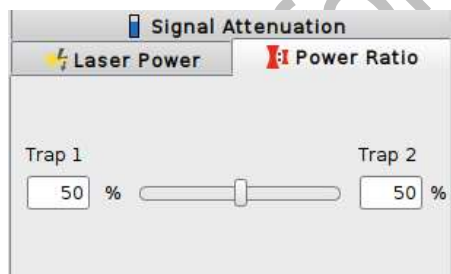 Signal Attenuation
Laser Power Power Ratio
Trap 1 Trap 2
50 % 50 %